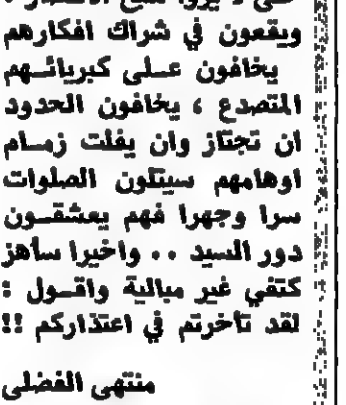 ويقعون في شراك افكارهم
يخافون على كبريائهم
المتصدع ، يخافون الحدود
ان تجتاز وان يفلت زمام
اوهامهم سيتلون الصلوات
سرا وجهرا فهم يعشقون
دور السيد .. واخيرا سأهز
كتفي غير مبالية واقول :
لقد تأخرتم في اعتذاركم !!
منتهى الفضلى